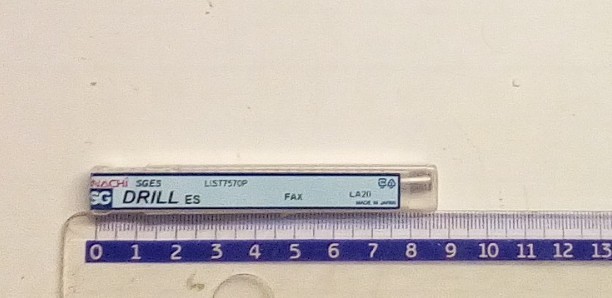 NACHi SGES LIST7570P
SG DRILL ES FAX LA20
MADE IN JAPAN
0 1 2 3 4 5 6 7 8 9 10 11 12 13